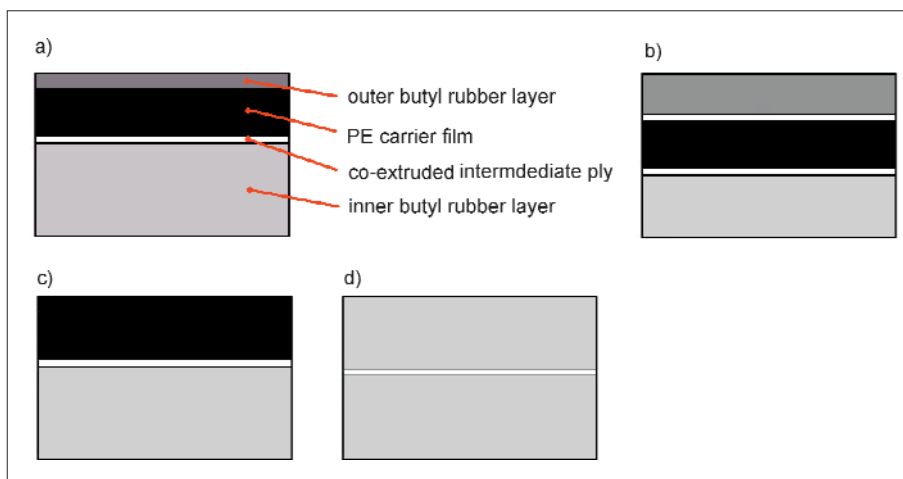 a)
outer butyl rubber layer
PE carrier film
co-extruded intermdediate ply
inner butyl rubber layer
b)
c)
d)